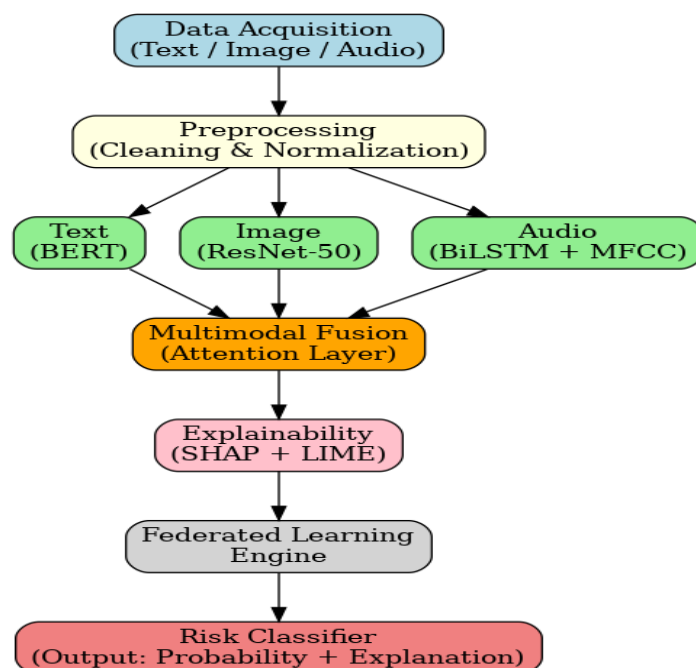 Data Acquisition
(Text / Image / Audio)
Preprocessing
(Cleaning & Normalization)
Text
(BERT)
Image
(ResNet-50)
Audio
(BiLSTM + MFCC)
Multimodal Fusion
(Attention Layer)
Explainability
(SHAP + LIME)
Federated Learning
Engine
Risk Classifier
(Output: Probability + Explanation)